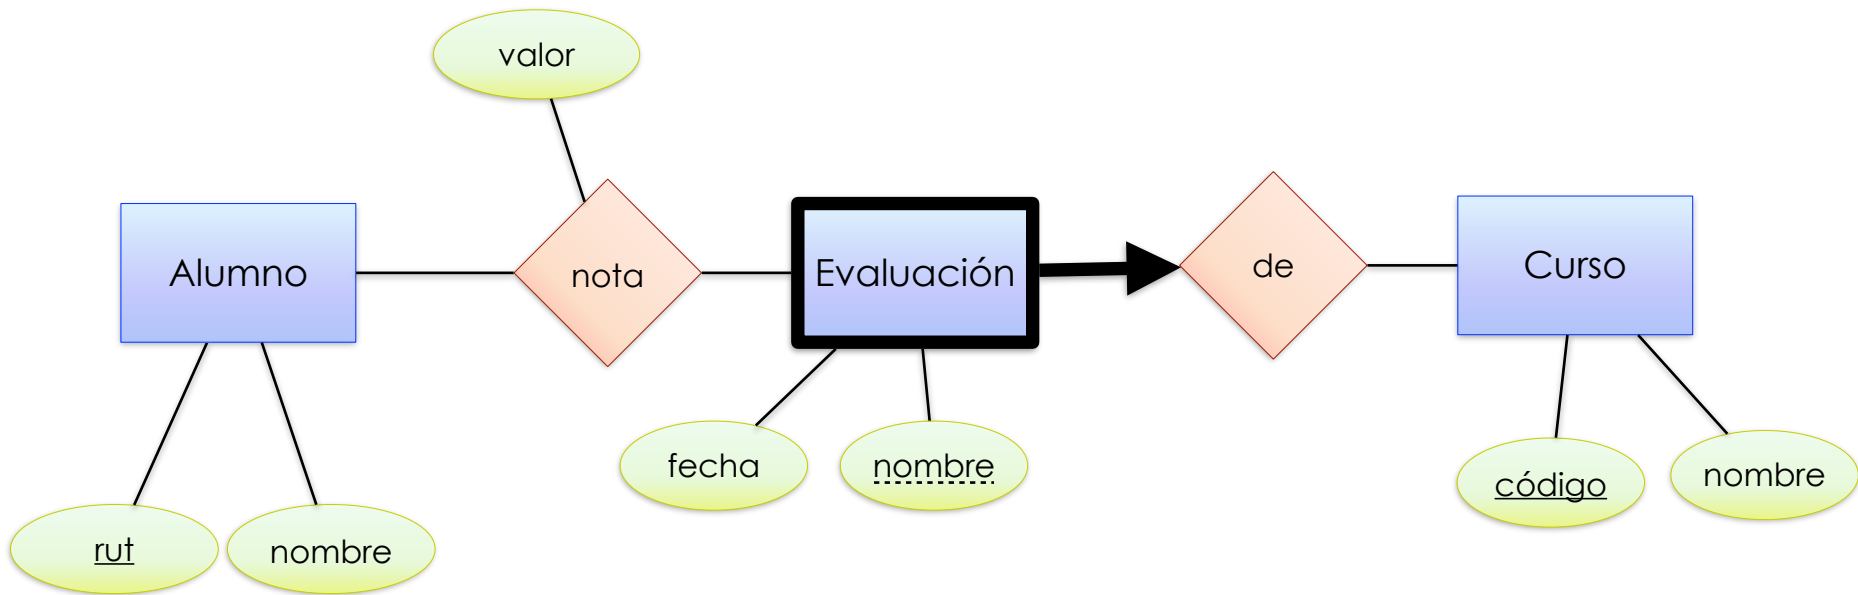 valor
Alumno
nota
Evaluación
de
Curso
rut
nombre
fecha
nombre
código
nombre